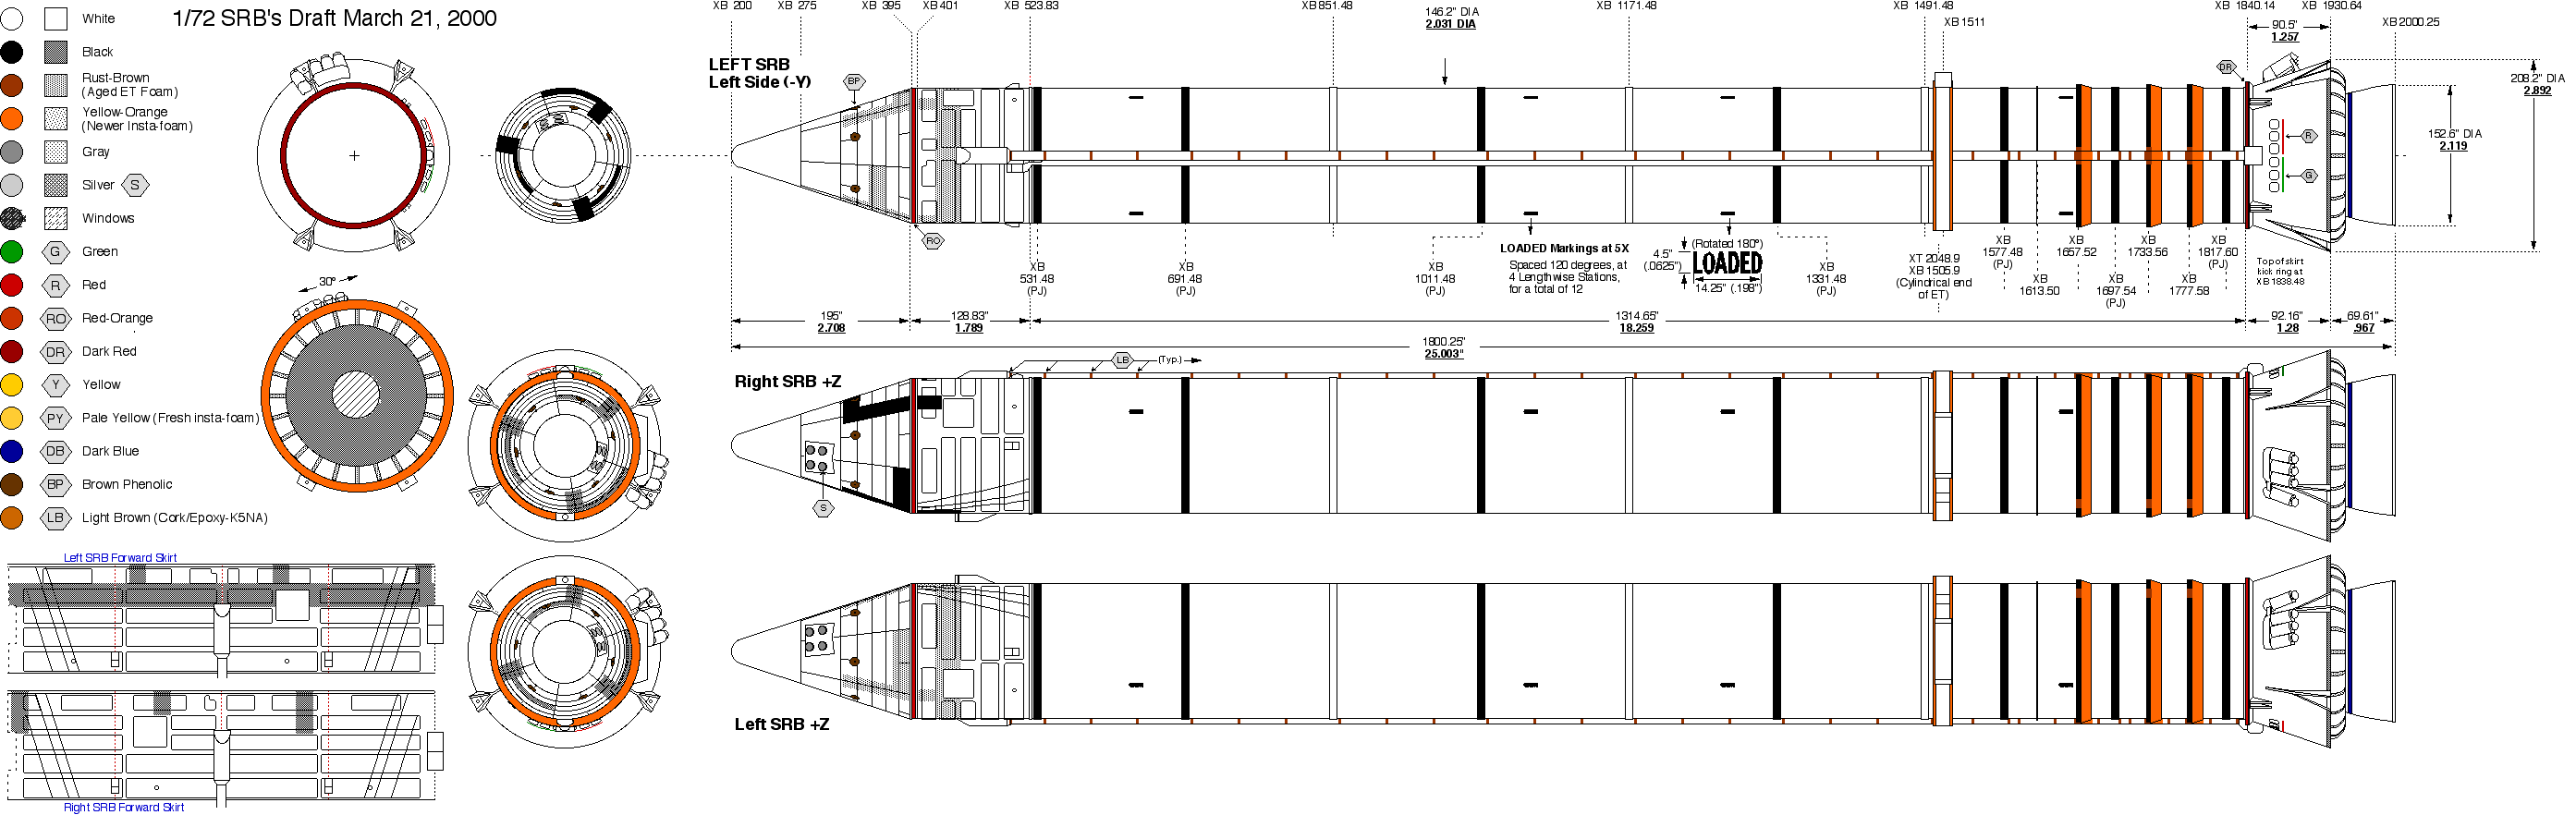 1/72 SRB's Draft March 21, 2000
White
Black
Rust-Brown
(Aged ET Foam)
Yellow-Orange
(Newer Insta-foam)
Gray
Silver S
Windows
G Green
R Red
RO Red-Orange
DR Dark Red
Y Yellow
PY Pale Yellow (Fresh insta-foam)
DB Dark Blue
BP Brown Phenolic
LB Light Brown (Cork/Epoxy-K5NA)
30°
Left SRB Forward Skirt
Right SRB Forward Skirt
XB 200
XB 275
XB 395
XB 401
XB 523.83
XB 851.48
146.2" DIA
2.031 DIA
XB 1171.48
XB 1491.48
XB 1511
XB 1840.14
XB 1930.64
XB 2000.25
90.5"
1.257
LEFT SRB
Left Side (-Y)
BP
DR
R
G
RO
208.2" DIA
2.892
152.6" DIA
2.119
XB
531.48
(PJ)
XB
691.48
(PJ)
XB
1011.48
(PJ)
LOADED Markings at 5X
Spaced 120 degrees, at
4 Lengthwise Stations,
for a total of 12
4.5"
(.0625")
(Rotated 180°)
LOADED
14.25" (.198")
XB
1331.48
(PJ)
XT 2048.9
XB 1505.9
(Cylindrical end
of ET)
XB
1577.48
(PJ)
XB
1613.50
XB
1657.52
XB
1697.54
(PJ)
XB
1733.56
XB
1777.58
XB
1817.60
(PJ)
Top of skirt
kick ring at
XB 1838.48
195"
2.708
128.83"
1.789
1314.65"
18.259
92.16"
1.28
69.61"
.967
1800.25"
25.003"
LB
(Typ.)
Right SRB +Z
S
Left SRB +Z